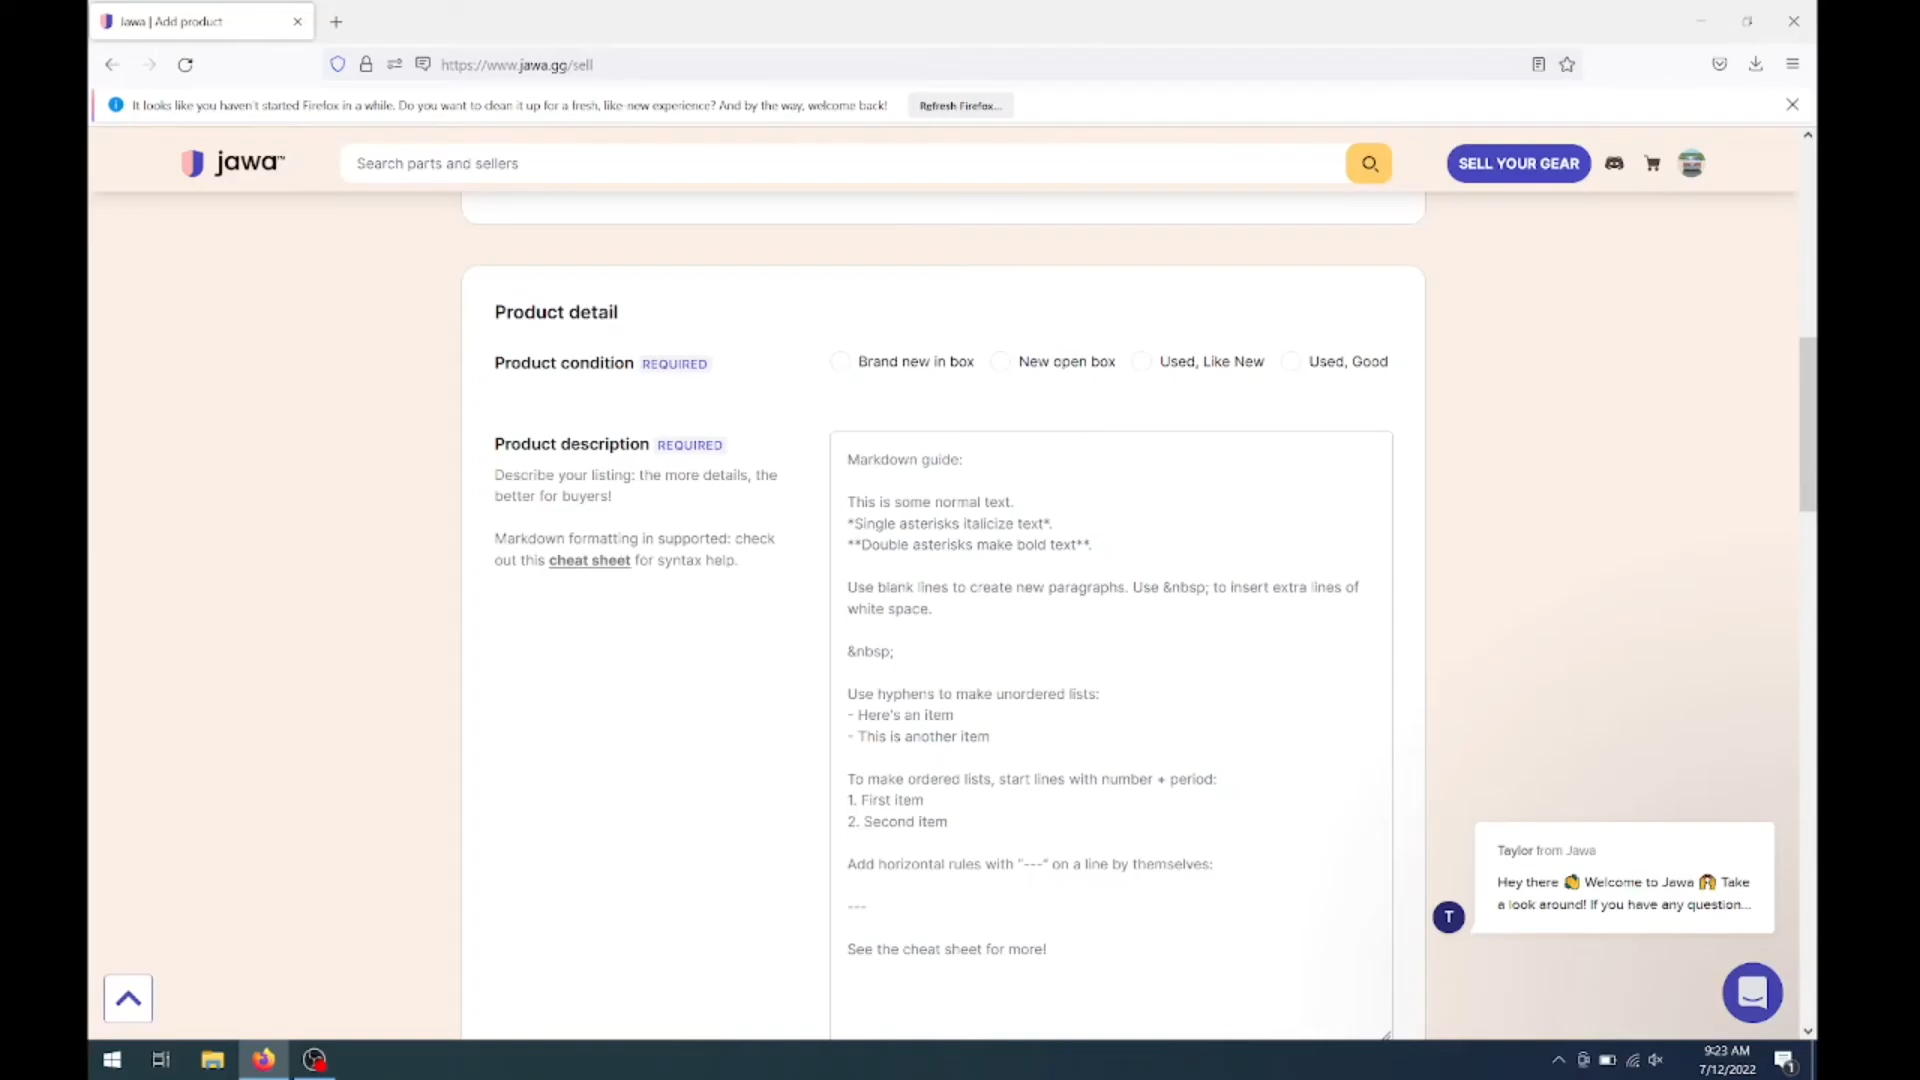 Jawa | Add product
https://www.jawa.gg/sell
It looks like you haven't started Firefox in a while. Do you want to clean it up for a fresh, like-new experience? And by the way, welcome back!
Refresh Firefox...
jawa™
Search parts and sellers
SELL YOUR GEAR
Product detail
Product condition REQUIRED
Brand new in box
New open box
Used, Like New
Used, Good
Product description REQUIRED
Describe your listing: the more details, the
better for buyers!
Markdown formatting in supported: check
out this cheat sheet for syntax help.
Markdown guide:
This is some normal text.
*Single asterisks italicize text*.
**Double asterisks make bold text**.
Use blank lines to create new paragraphs. Use &nbsp; to insert extra lines of
white space.
&nbsp;
Use hyphens to make unordered lists:
- Here's an item
- This is another item
To make ordered lists, start lines with number + period:
1. First item
2. Second item
Add horizontal rules with "---" on a line by themselves:
---
See the cheat sheet for more!
Taylor from Jawa
Hey there 👋 Welcome to Jawa 🙌 Take
a look around! If you have any question...
T
9:23 AM
7/12/2022
1